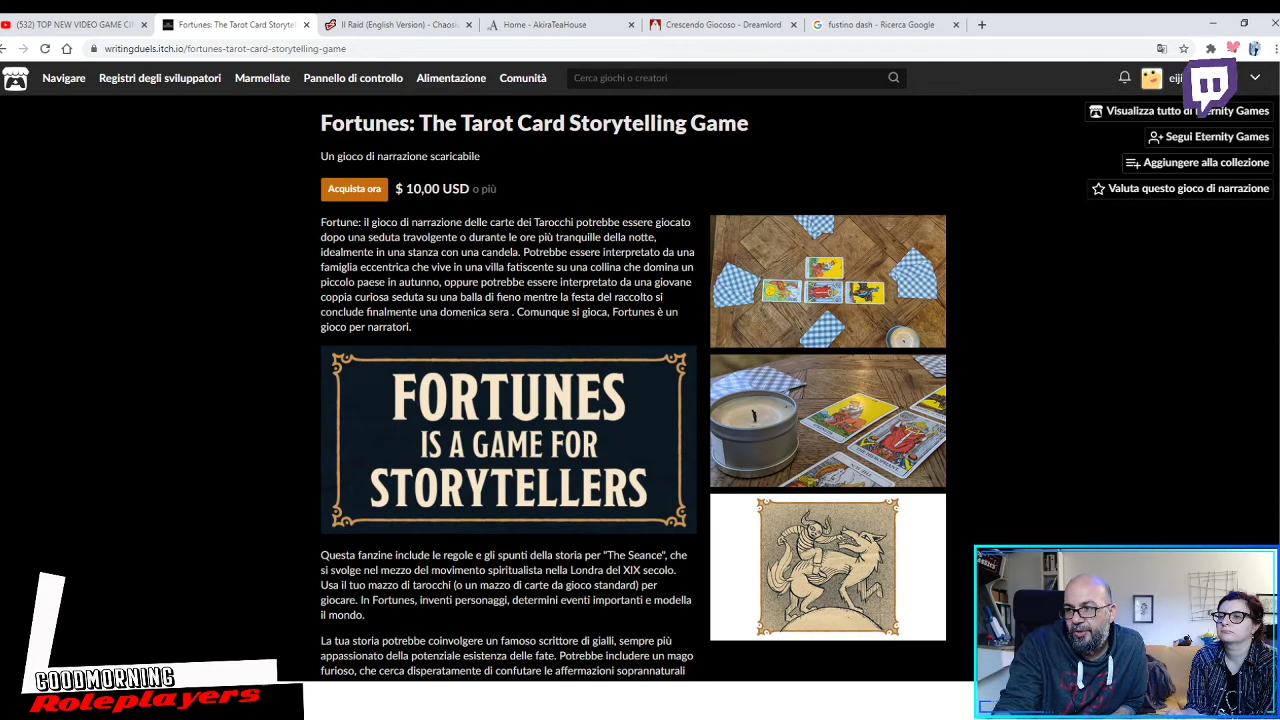 (532) TOP NEW VIDEO GAME CIN
Fortunes: The Tarot Card Storytel
Il Raid (English Version) - Chaosiu
Home - AkiraTeaHouse
Crescendo Giocoso – Dreamlord
fustino dash - Ricerca Google
writingduels.itch.io/fortunes-tarot-card-storytelling-game
Navigare
Registri degli sviluppatori
Marmellate
Pannello di controllo
Alimentazione
Comunità
Cerca giochi o creatori
eiji
Visualizza tutto di Eternity Games
Segui Eternity Games
Aggiungere alla collezione
Valuta questo gioco di narrazione
Fortunes: The Tarot Card Storytelling Game
Un gioco di narrazione scaricabile
Acquista ora $ 10,00 USD o più
Fortune: il gioco di narrazione delle carte dei Tarocchi potrebbe essere giocato
dopo una seduta travolgente o durante le ore più tranquille della notte,
idealmente in una stanza con una candela. Potrebbe essere interpretato da una
famiglia eccentrica che vive in una villa fatiscente su una collina che domina un
piccolo paese in autunno, oppure potrebbe essere interpretato da una giovane
coppia curiosa seduta su una balla di fieno mentre la festa del raccolto si
conclude finalmente una domenica sera . Comunque si gioca, Fortunes è un
gioco per narratori.
FORTUNES
IS A GAME FOR
STORYTELLERS
Questa fanzine include le regole e gli spunti della storia per "The Seance", che
si svolge nel mezzo del movimento spiritualista nella Londra del XIX secolo.
Usa il tuo mazzo di tarocchi (o un mazzo di carte da gioco standard) per
giocare. In Fortunes, inventi personaggi, determini eventi importanti e modella
il mondo.
La tua storia potrebbe coinvolgere un famoso scrittore di gialli, sempre più
appassionato della potenziale esistenza delle fate. Potrebbe includere un mago
furioso, che cerca disperatamente di confutare le affermazioni soprannaturali
THE HIEROPHANT
GOODMORNING
Roleplayers